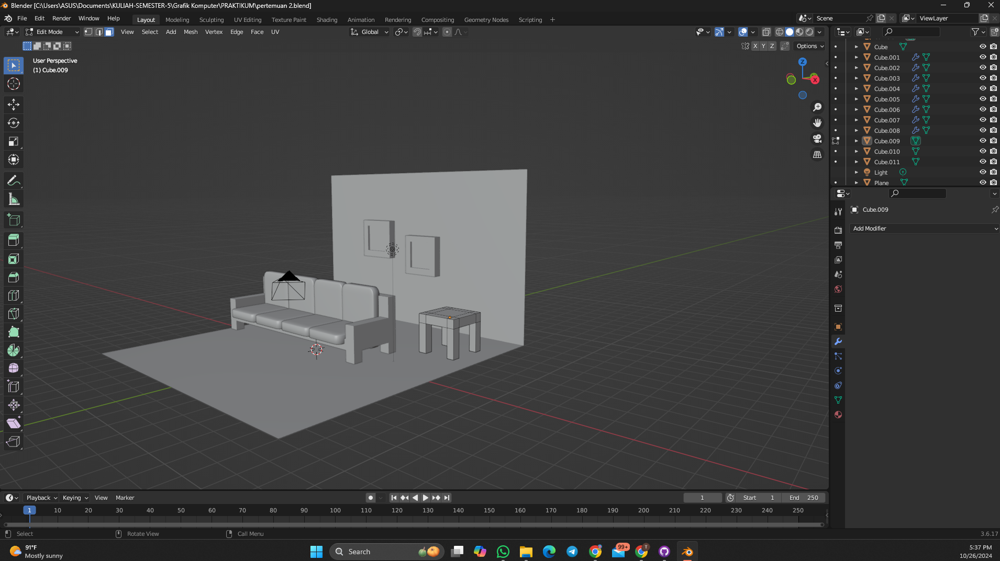 Blender [C:\Users\ASUS\Documents\KULIAH-SEMESTER-5\Grafik Komputer\PRAKTIKUM\pertemuan 2.blend]
File Edit Render Window Help Layout Modeling Sculpting UV Editing Texture Paint Shading Animation Rendering Compositing Geometry Nodes Scripting + Scene ViewLayer
Edit Mode View Select Add Mesh Vertex Edge Face UV Global
X Y Z Options
User Perspective
(1) Cube.009
Z
X
Cube
Cube.001
Cube.002
Cube.003
Cube.004
Cube.005
Cube.006
Cube.007
Cube.008
Cube.009
Cube.010
Cube.011
Light
Plane
Cube.009
Add Modifier
Playback Keying View Marker 1 Start 1 End 250
1 10 20 30 40 50 60 70 80 90 100 110 120 130 140 150 160 170 180 190 200 210 220 230 240 250
Select Rotate View Call Menu 3.6.17
91°F
Mostly sunny
Search
99+
T
5:37 PM
10/26/2024